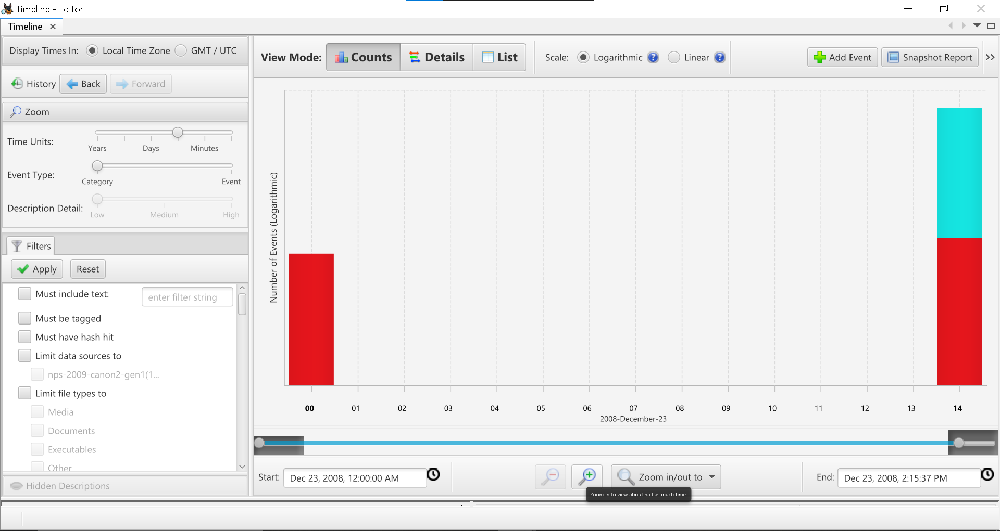 Timeline - Editor
Timeline
Display Times In: Local Time Zone GMT / UTC
History Back Forward
Zoom
Time Units:
Years Days Minutes
Event Type:
Category Event
Description Detail:
Low Medium High
Filters
Apply Reset
Must include text: enter filter string
Must be tagged
Must have hash hit
Limit data sources to
nps-2009-canon2-gen1(1...
Limit file types to
Media
Documents
Executables
Other
Hidden Descriptions
View Mode: Counts Details List Scale: Logarithmic ? Linear ? Add Event Snapshot Report >>
Number of Events (Logarithmic)
00 01 02 03 04 05 06 07 08 09 10 11 12 13 14
2008-December-23
Start: Dec 23, 2008, 12:00:00 AM Zoom in/out to End: Dec 23, 2008, 2:15:37 PM
Zoom in to view about half as much time.